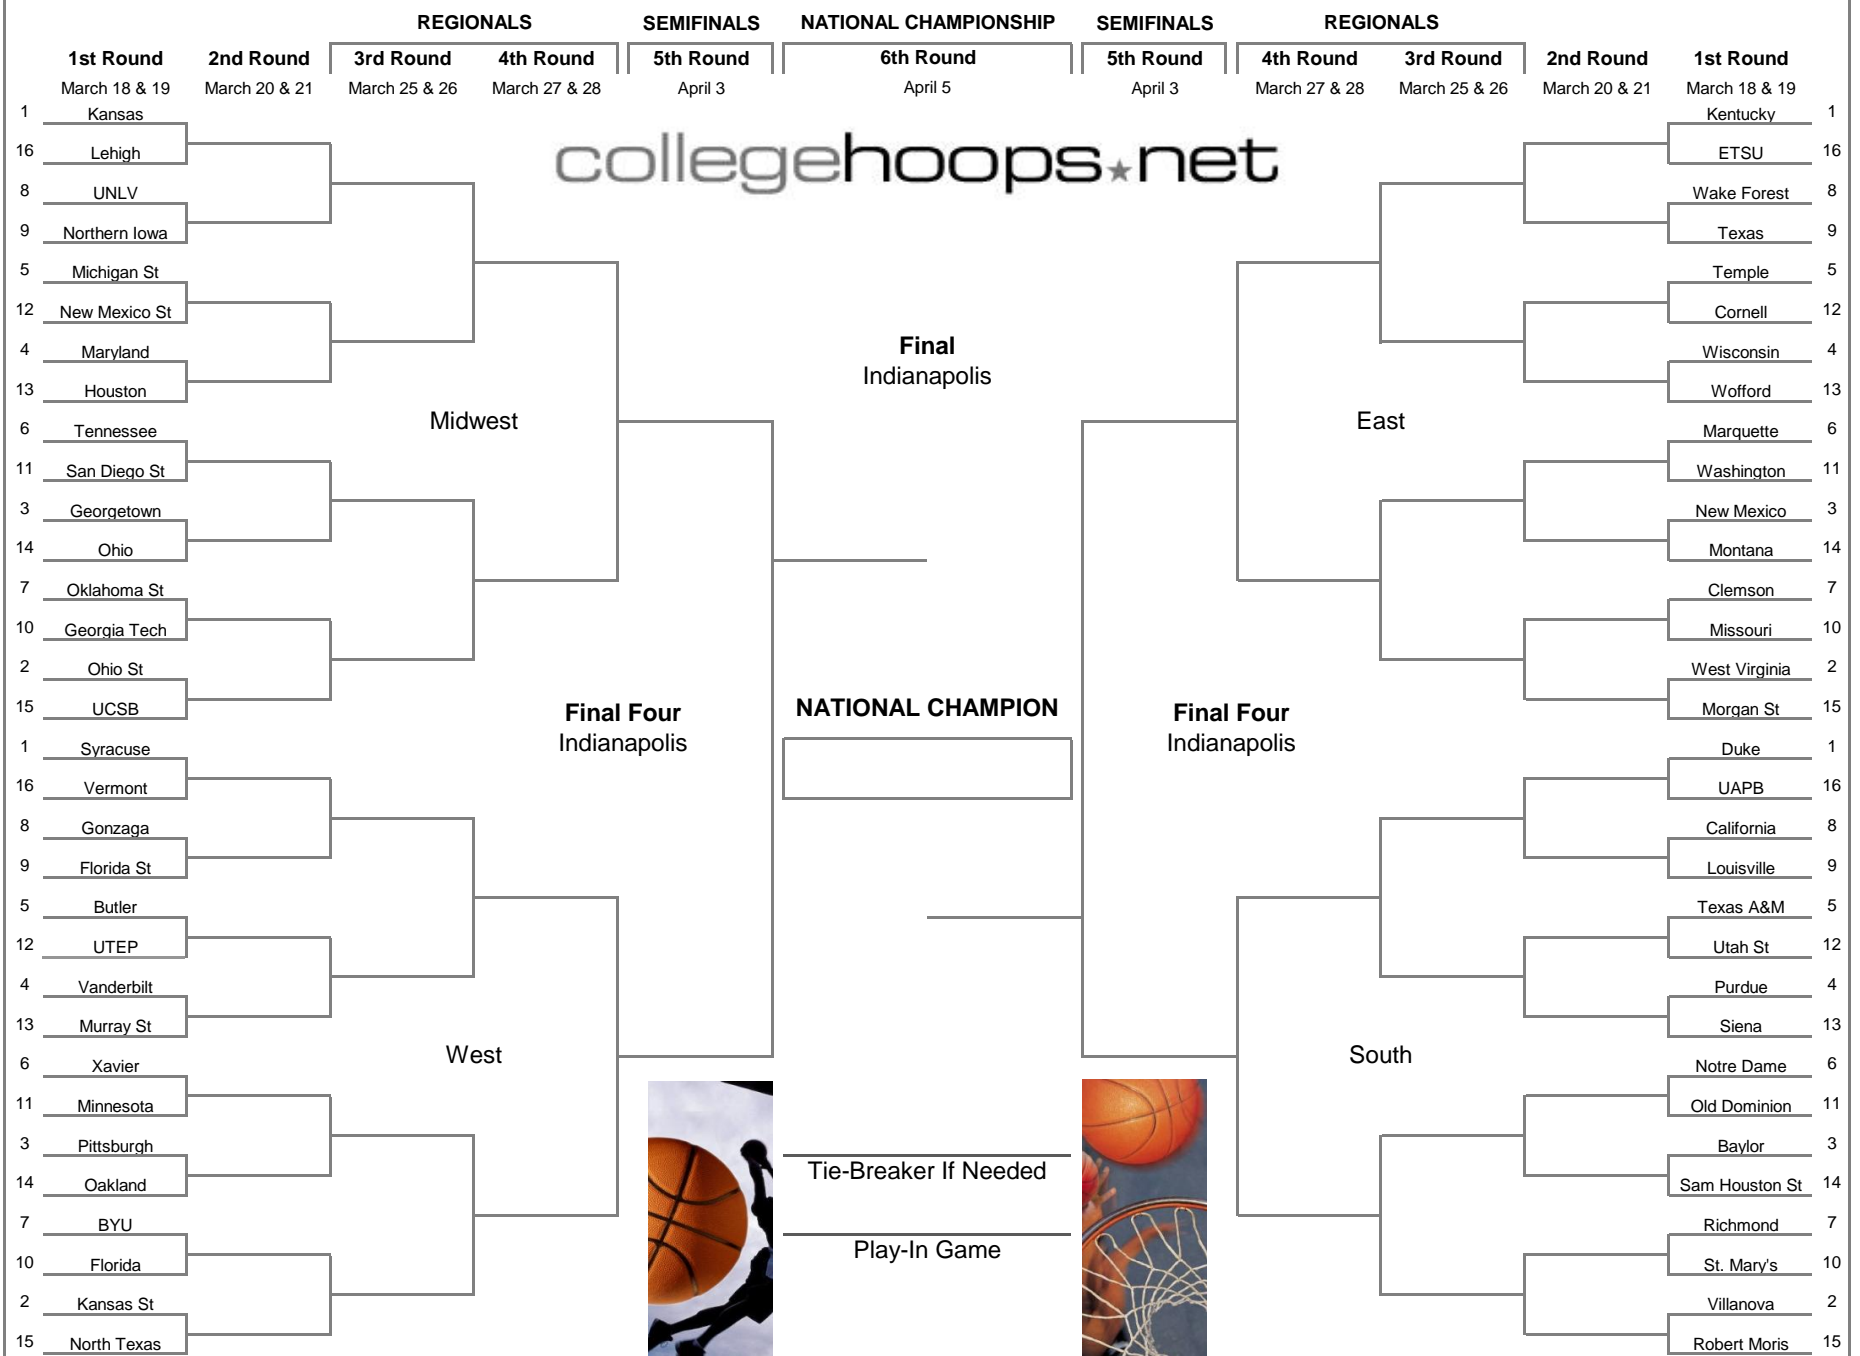 REGIONALS SEMIFINALS NATIONAL CHAMPIONSHIP SEMIFINALS REGIONALS
1st Round 2nd Round 3rd Round 4th Round 5th Round 6th Round 5th Round 4th Round 3rd Round 2nd Round 1st Round
March 18 & 19 March 20 & 21 March 25 & 26 March 27 & 28 April 3 April 5 April 3 March 27 & 28 March 25 & 26 March 20 & 21 March 18 & 19
collegehoops★net
1 Kansas
16 Lehigh
8 UNLV
9 Northern Iowa
5 Michigan St
12 New Mexico St
4 Maryland
13 Houston
Midwest
6 Tennessee
11 San Diego St
3 Georgetown
14 Ohio
7 Oklahoma St
10 Georgia Tech
2 Ohio St
15 UCSB
1 Syracuse
16 Vermont
8 Gonzaga
9 Florida St
5 Butler
12 UTEP
4 Vanderbilt
13 Murray St
West
6 Xavier
11 Minnesota
3 Pittsburgh
14 Oakland
7 BYU
10 Florida
2 Kansas St
15 North Texas
Final
Indianapolis
Final Four
Indianapolis
NATIONAL CHAMPION
Final Four
Indianapolis
Tie-Breaker If Needed
Play-In Game
Kentucky 1
ETSU 16
Wake Forest 8
Texas 9
Temple 5
Cornell 12
Wisconsin 4
Wofford 13
East
Marquette 6
Washington 11
New Mexico 3
Montana 14
Clemson 7
Missouri 10
West Virginia 2
Morgan St 15
Duke 1
UAPB 16
California 8
Louisville 9
Texas A&M 5
Utah St 12
Purdue 4
Siena 13
South
Notre Dame 6
Old Dominion 11
Baylor 3
Sam Houston St 14
Richmond 7
St. Mary's 10
Villanova 2
Robert Moris 15